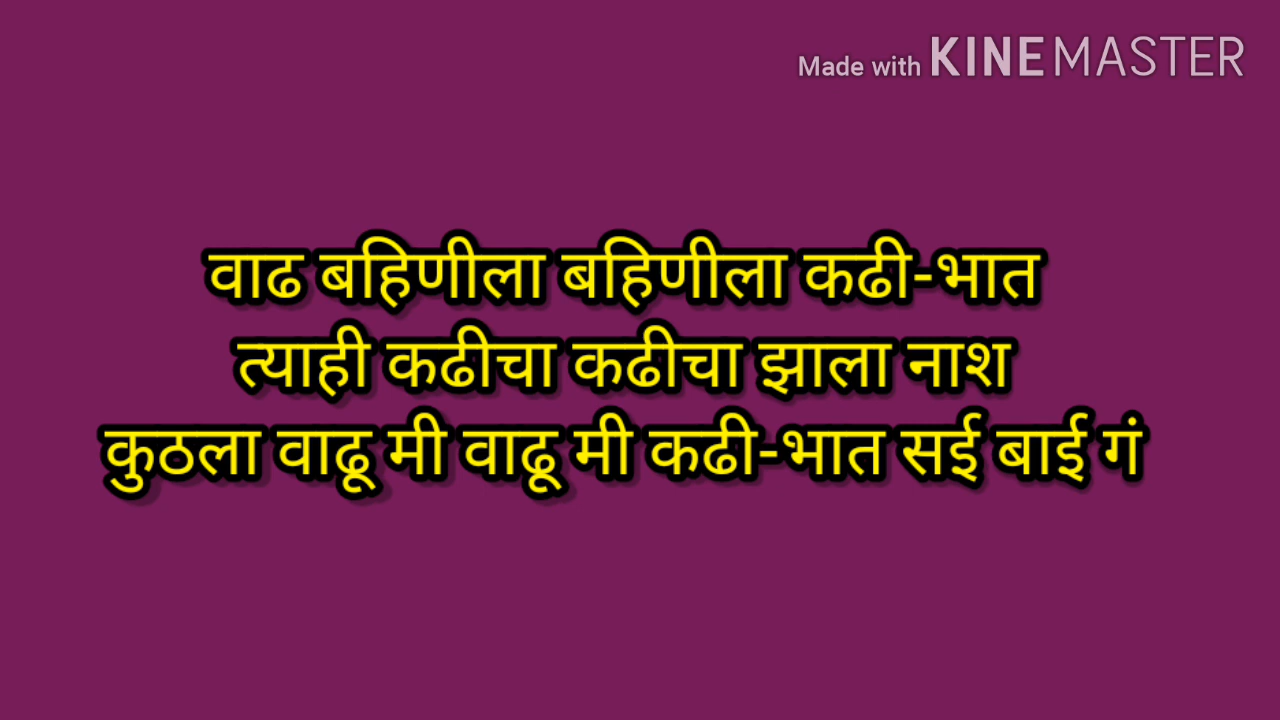 Made with KINEMASTER
वाढ बहिणीला बहिणीला कढी-भात
त्याही कढीचा कढीचा झाला नाश
कुठला वाढू मी वाढू मी कढी-भात सई बाई गं